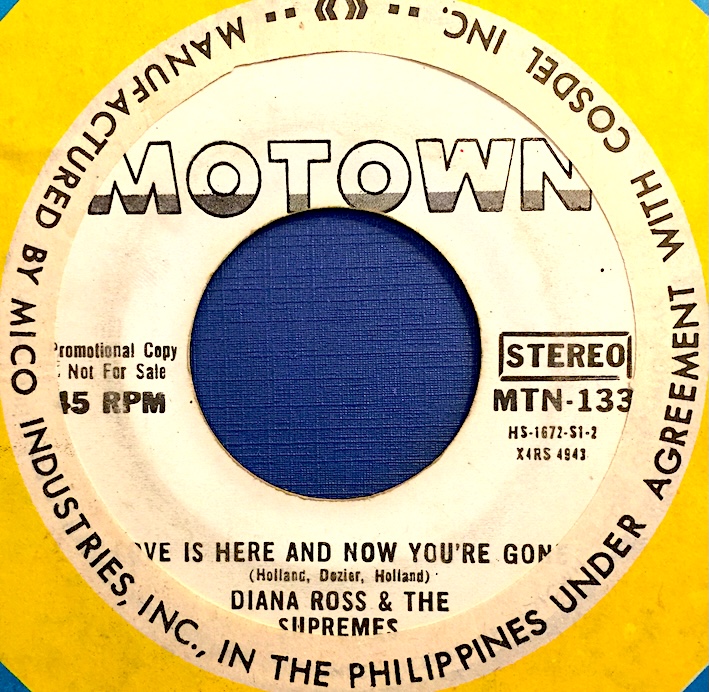 MANUFACTURED BY MICO INDUSTRIES, INC., IN THE PHILIPPINES UNDER AGREEMENT WITH COSDEL INC.
MOTOWN
Promotional Copy
Not For Sale
45 RPM
STEREO
MTN-133
HS-1672-S1-2
X4RS 4943
OVE IS HERE AND NOW YOU'RE GON
(Holland, Dozier, Holland)
DIANA ROSS & THE
SUPREMES